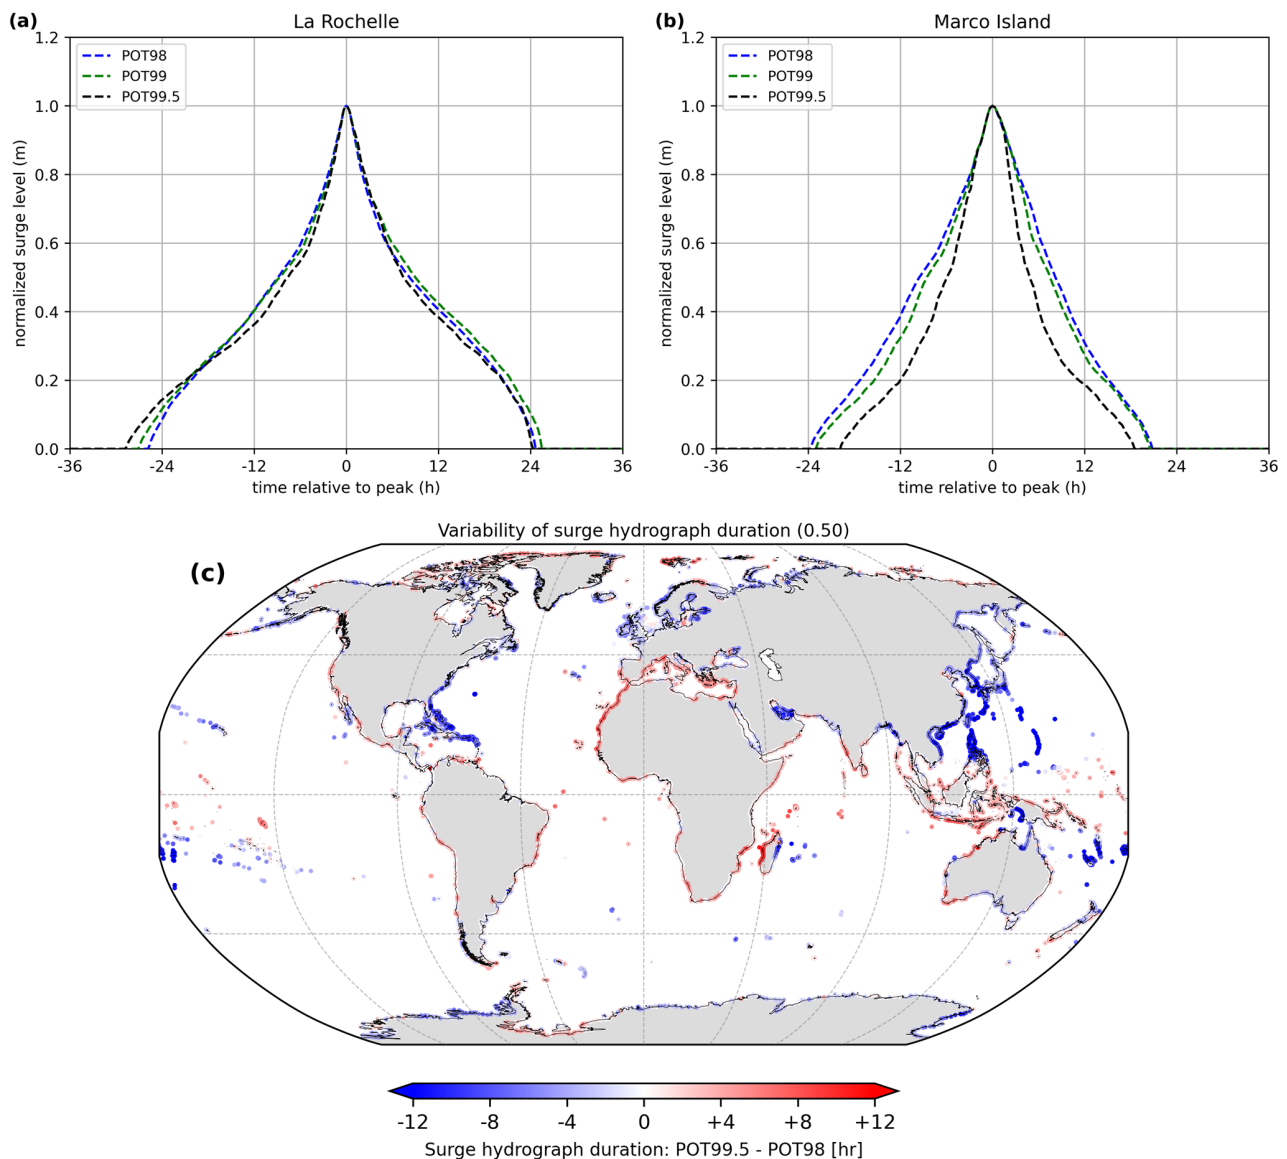 (a)
La Rochelle
normalized surge level (m)
1.2
1.0
0.8
0.6
0.4
0.2
0.0
POT98
POT99
POT99.5
-36
-24
-12
0
12
24
36
time relative to peak (h)
(b)
Marco Island
normalized surge level (m)
1.2
1.0
0.8
0.6
0.4
0.2
0.0
POT98
POT99
POT99.5
-36
-24
-12
0
12
24
36
time relative to peak (h)
Variability of surge hydrograph duration (0.50)
(c)
-12
-8
-4
0
+4
+8
+12
Surge hydrograph duration: POT99.5 - POT98 [hr]